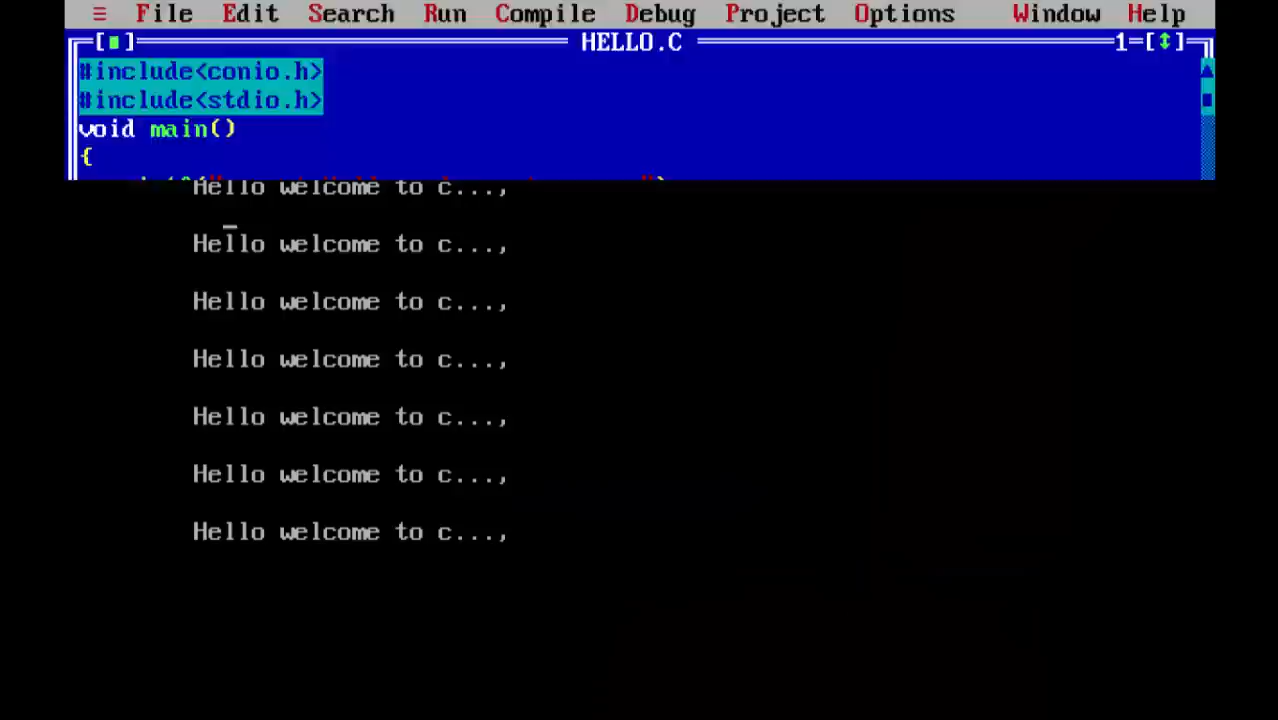 ≡ File Edit Search Run Compile Debug Project Options Window Help
[■] HELLO.C 1=[↕]
#include<conio.h>
#include<stdio.h>
void main()
{
Hello welcome to c...,
Hello welcome to c...,
Hello welcome to c...,
Hello welcome to c...,
Hello welcome to c...,
Hello welcome to c...,
Hello welcome to c...,